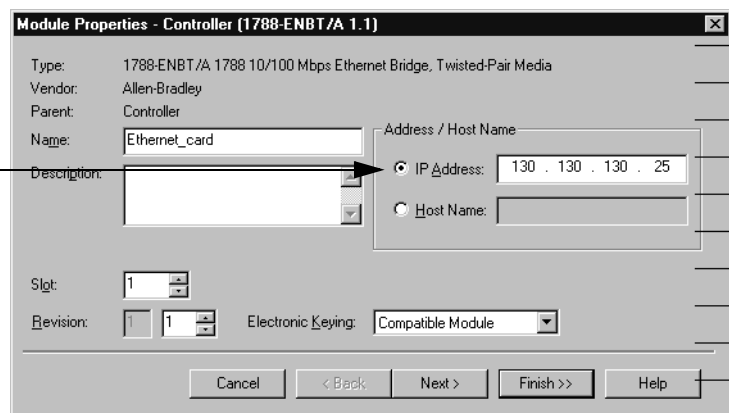 Module Properties - Controller (1788-ENBT/A 1.1)
Type: 1788-ENBT/A 1788 10/100 Mbps Ethernet Bridge, Twisted-Pair Media
Vendor: Allen-Bradley
Parent: Controller
Name: Ethernet_card
Address / Host Name
Description:
IP Address: 130 . 130 . 130 . 25
Host Name:
Slot: 1
Revision: 1 1 Electronic Keying: Compatible Module
Cancel < Back Next > Finish >> Help